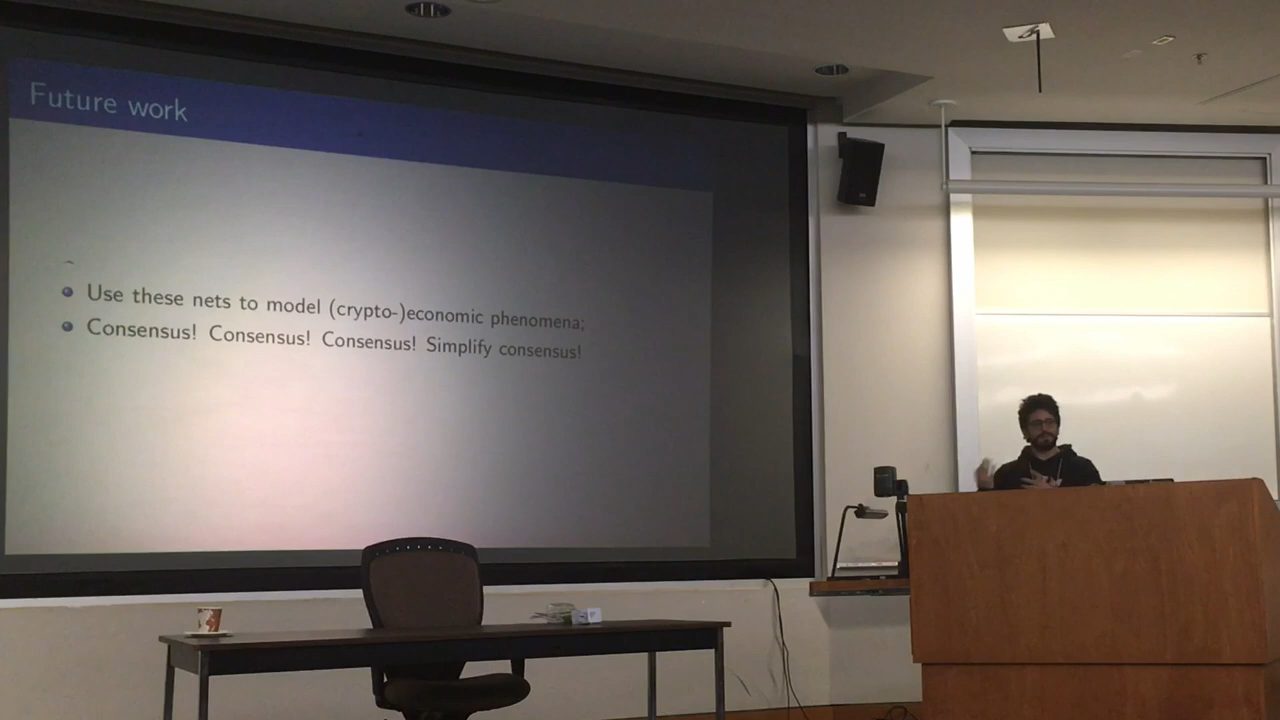 Future work
Use these nets to model (crypto-)economic phenomena;
Consensus! Consensus! Consensus! Simplify consensus!